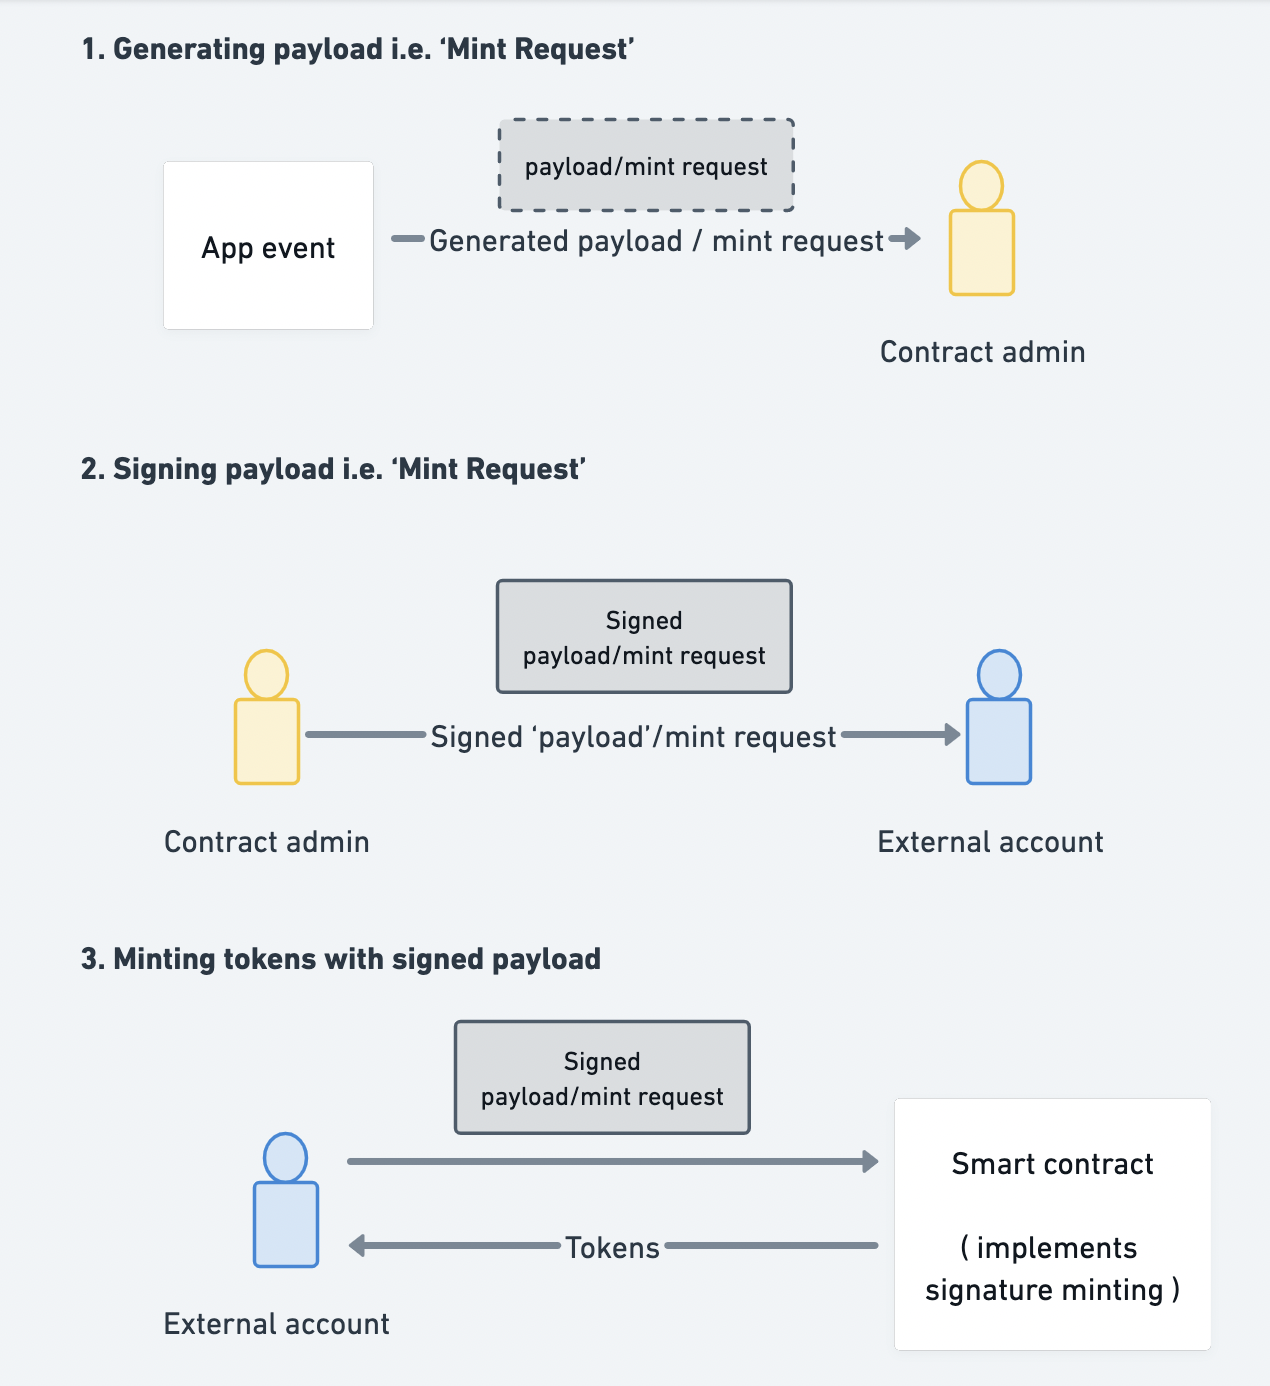 1. Generating payload i.e. ‘Mint Request’
payload/mint request
App event
Generated payload / mint request
Contract admin
2. Signing payload i.e. ‘Mint Request’
Signed
payload/mint request
Signed ‘payload’/mint request
Contract admin
External account
3. Minting tokens with signed payload
Signed
payload/mint request
Smart contract
Tokens
( implements
signature minting )
External account